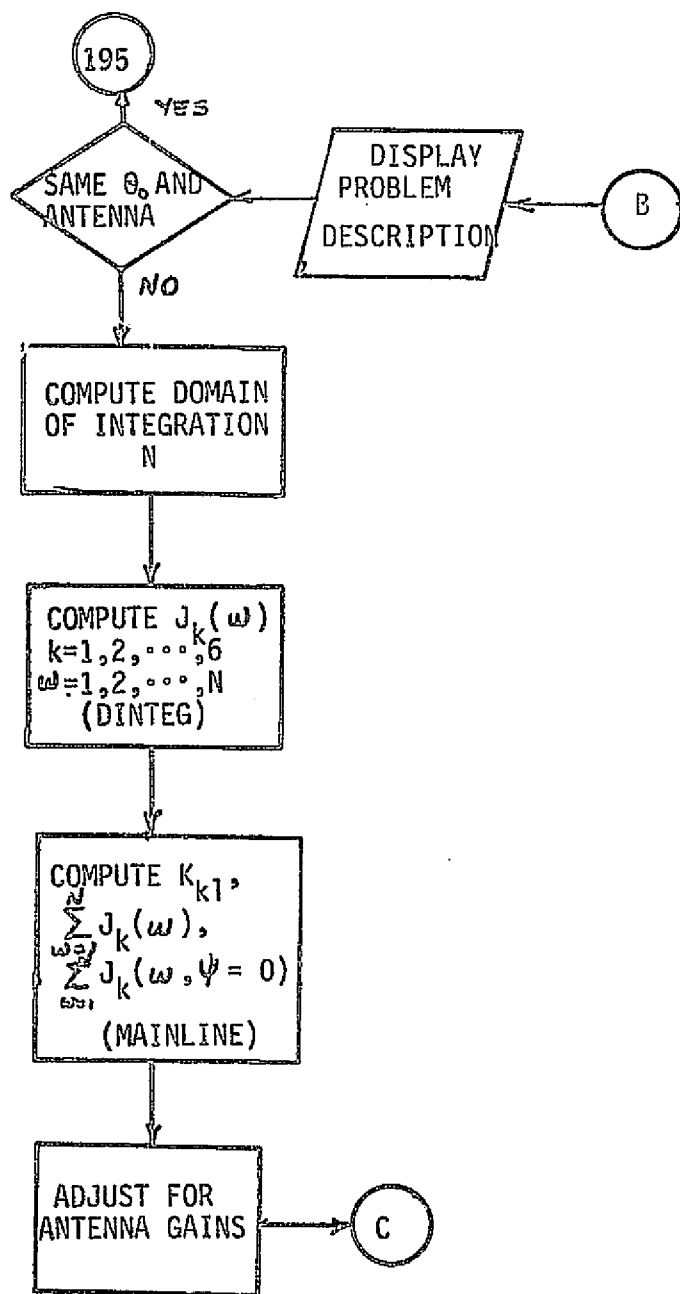 195
YES
SAME θ₀ AND
ANTENNA
NO
DISPLAY
PROBLEM
DESCRIPTION
B
COMPUTE DOMAIN
OF INTEGRATION
N
COMPUTE J_k(ω)
k=1,2,···,6
ω=1,2,···,N
(DINTEG)
COMPUTE K_k1,
∑ J_k(ω),
∑ J_k(ω,ψ = 0)
(MAINLINE)
ADJUST FOR
ANTENNA GAINS
C